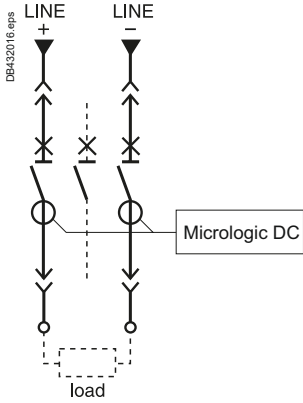 DB432016.eps
LINE LINE
+ −
Micrologic DC
load